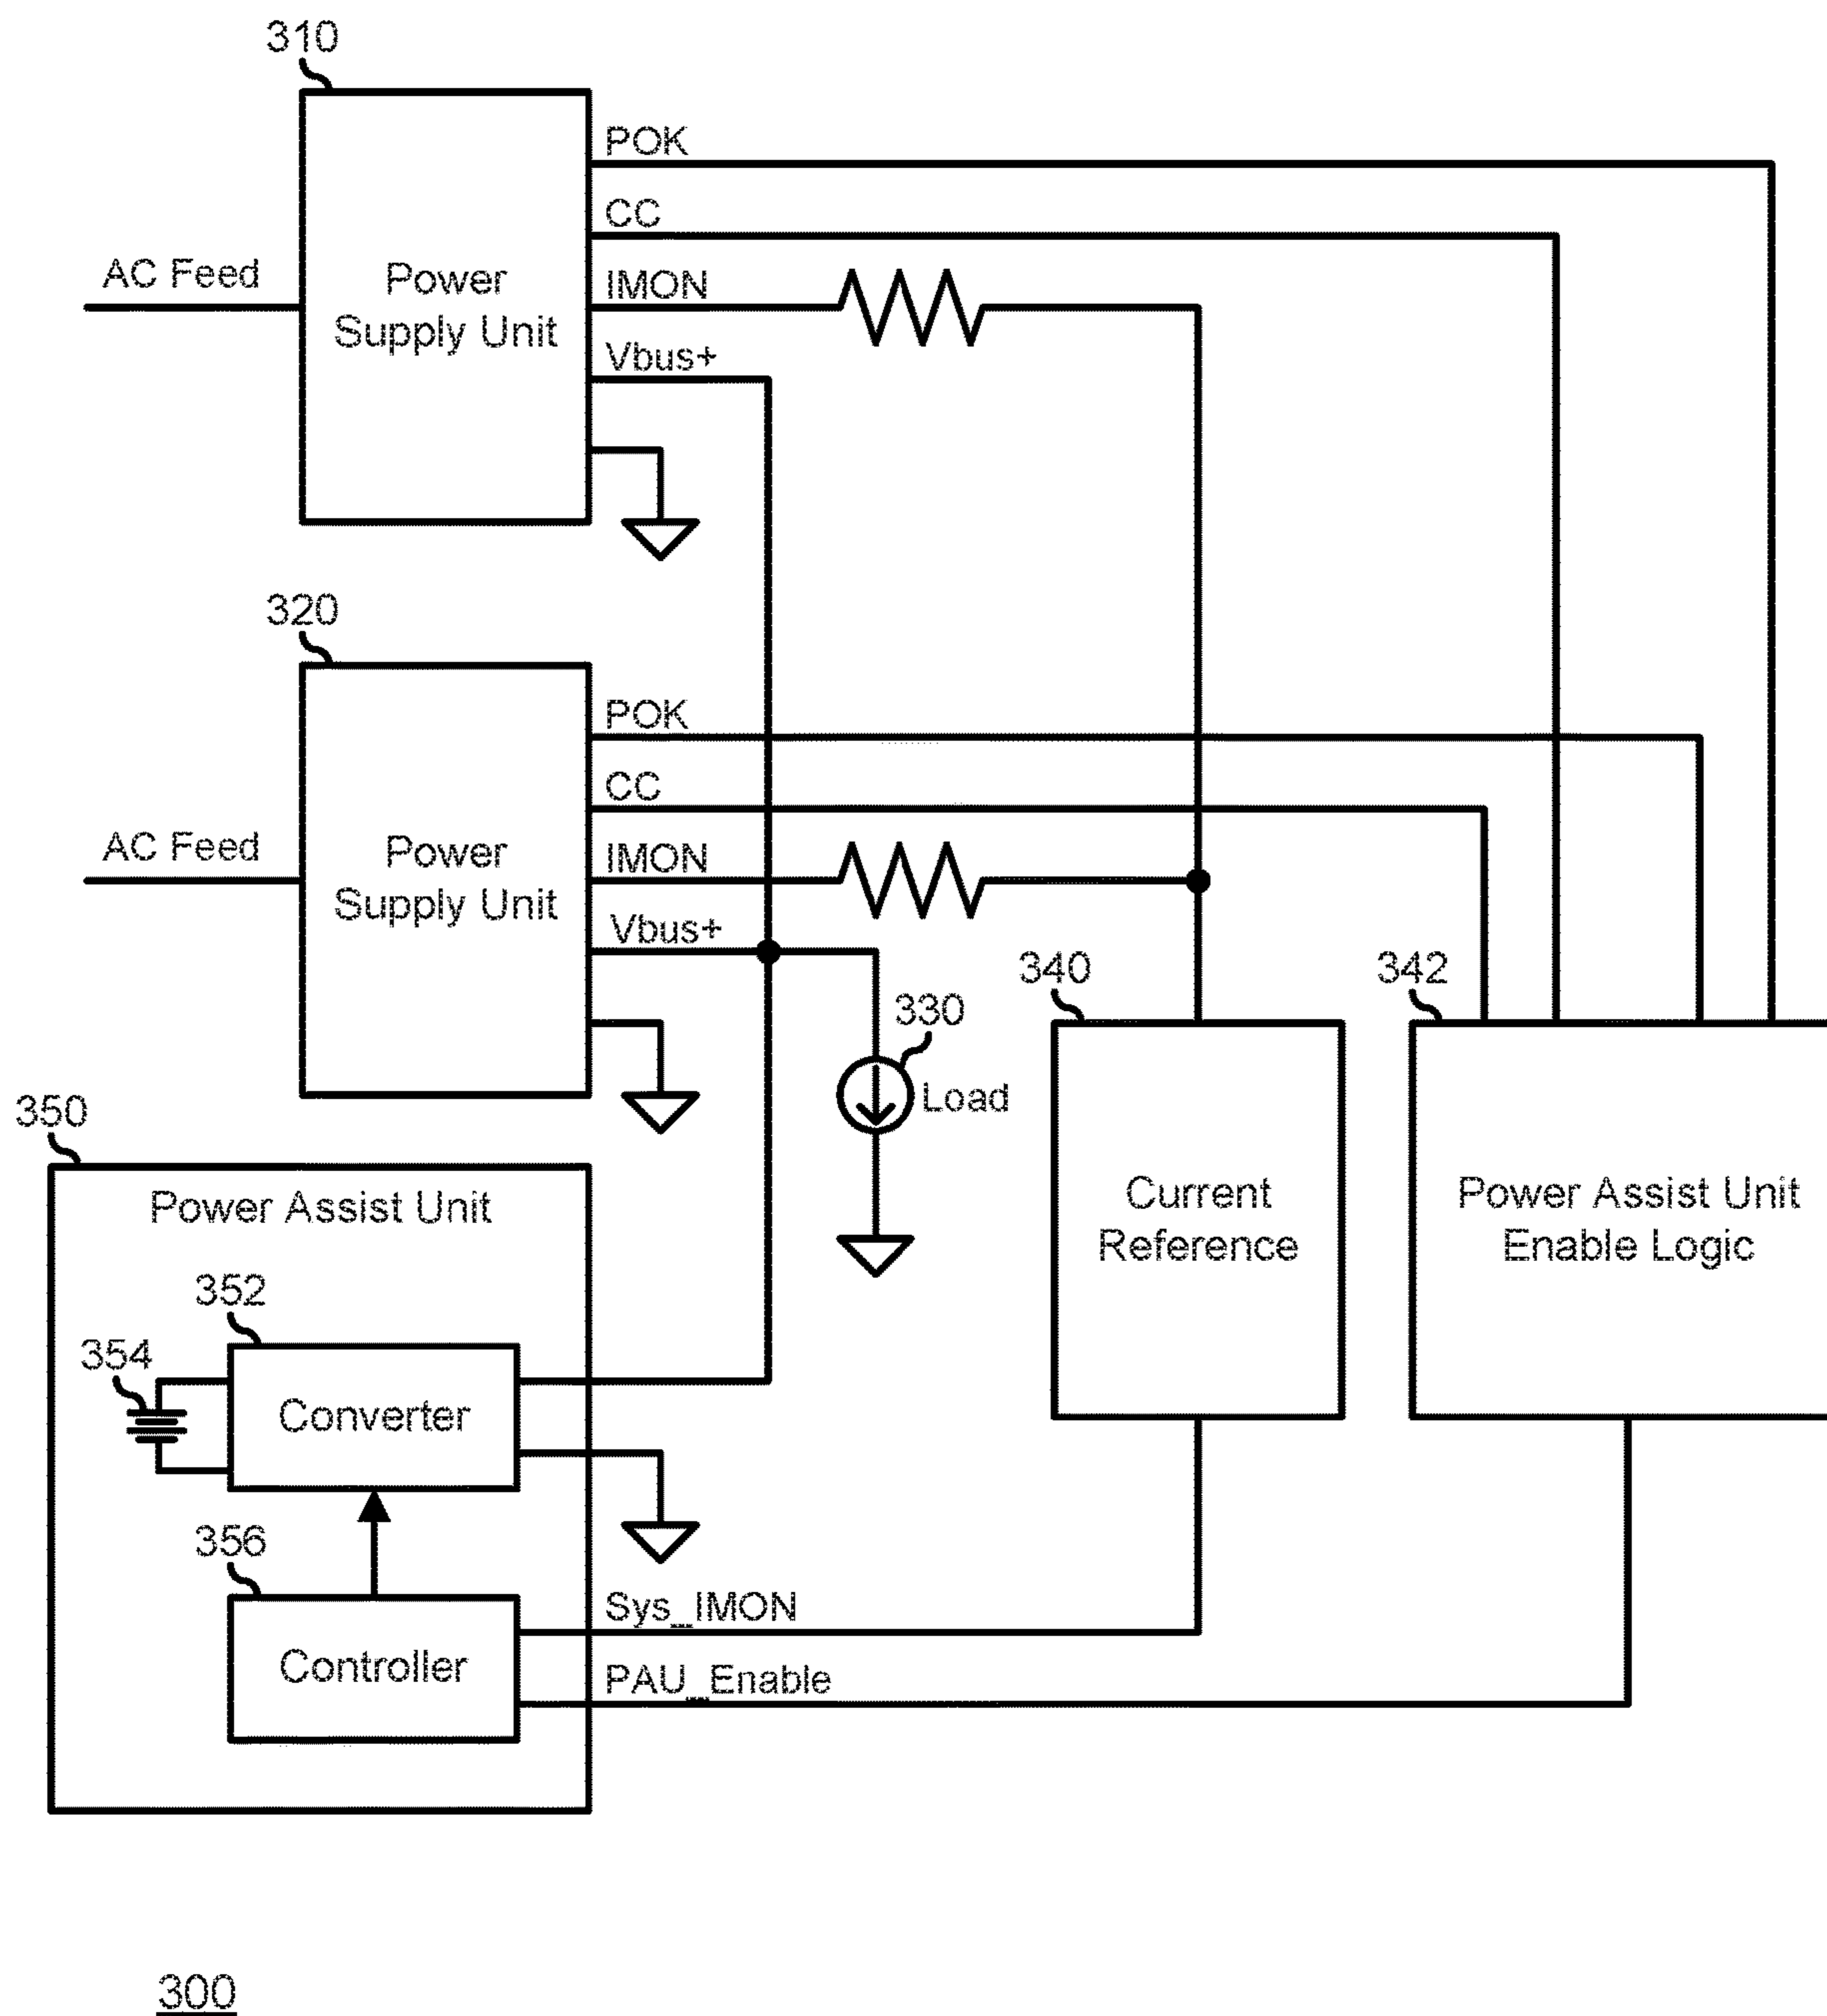 310
POK
CC
AC Feed
Power
Supply Unit
IMON
Vbus+
320
POK
CC
AC Feed
Power
Supply Unit
IMON
Vbus+
340
342
330
Load
350
Power Assist Unit
Current
Reference
Power Assist Unit
Enable Logic
352
354
Converter
356
Sys_IMON
Controller
PAU_Enable
300